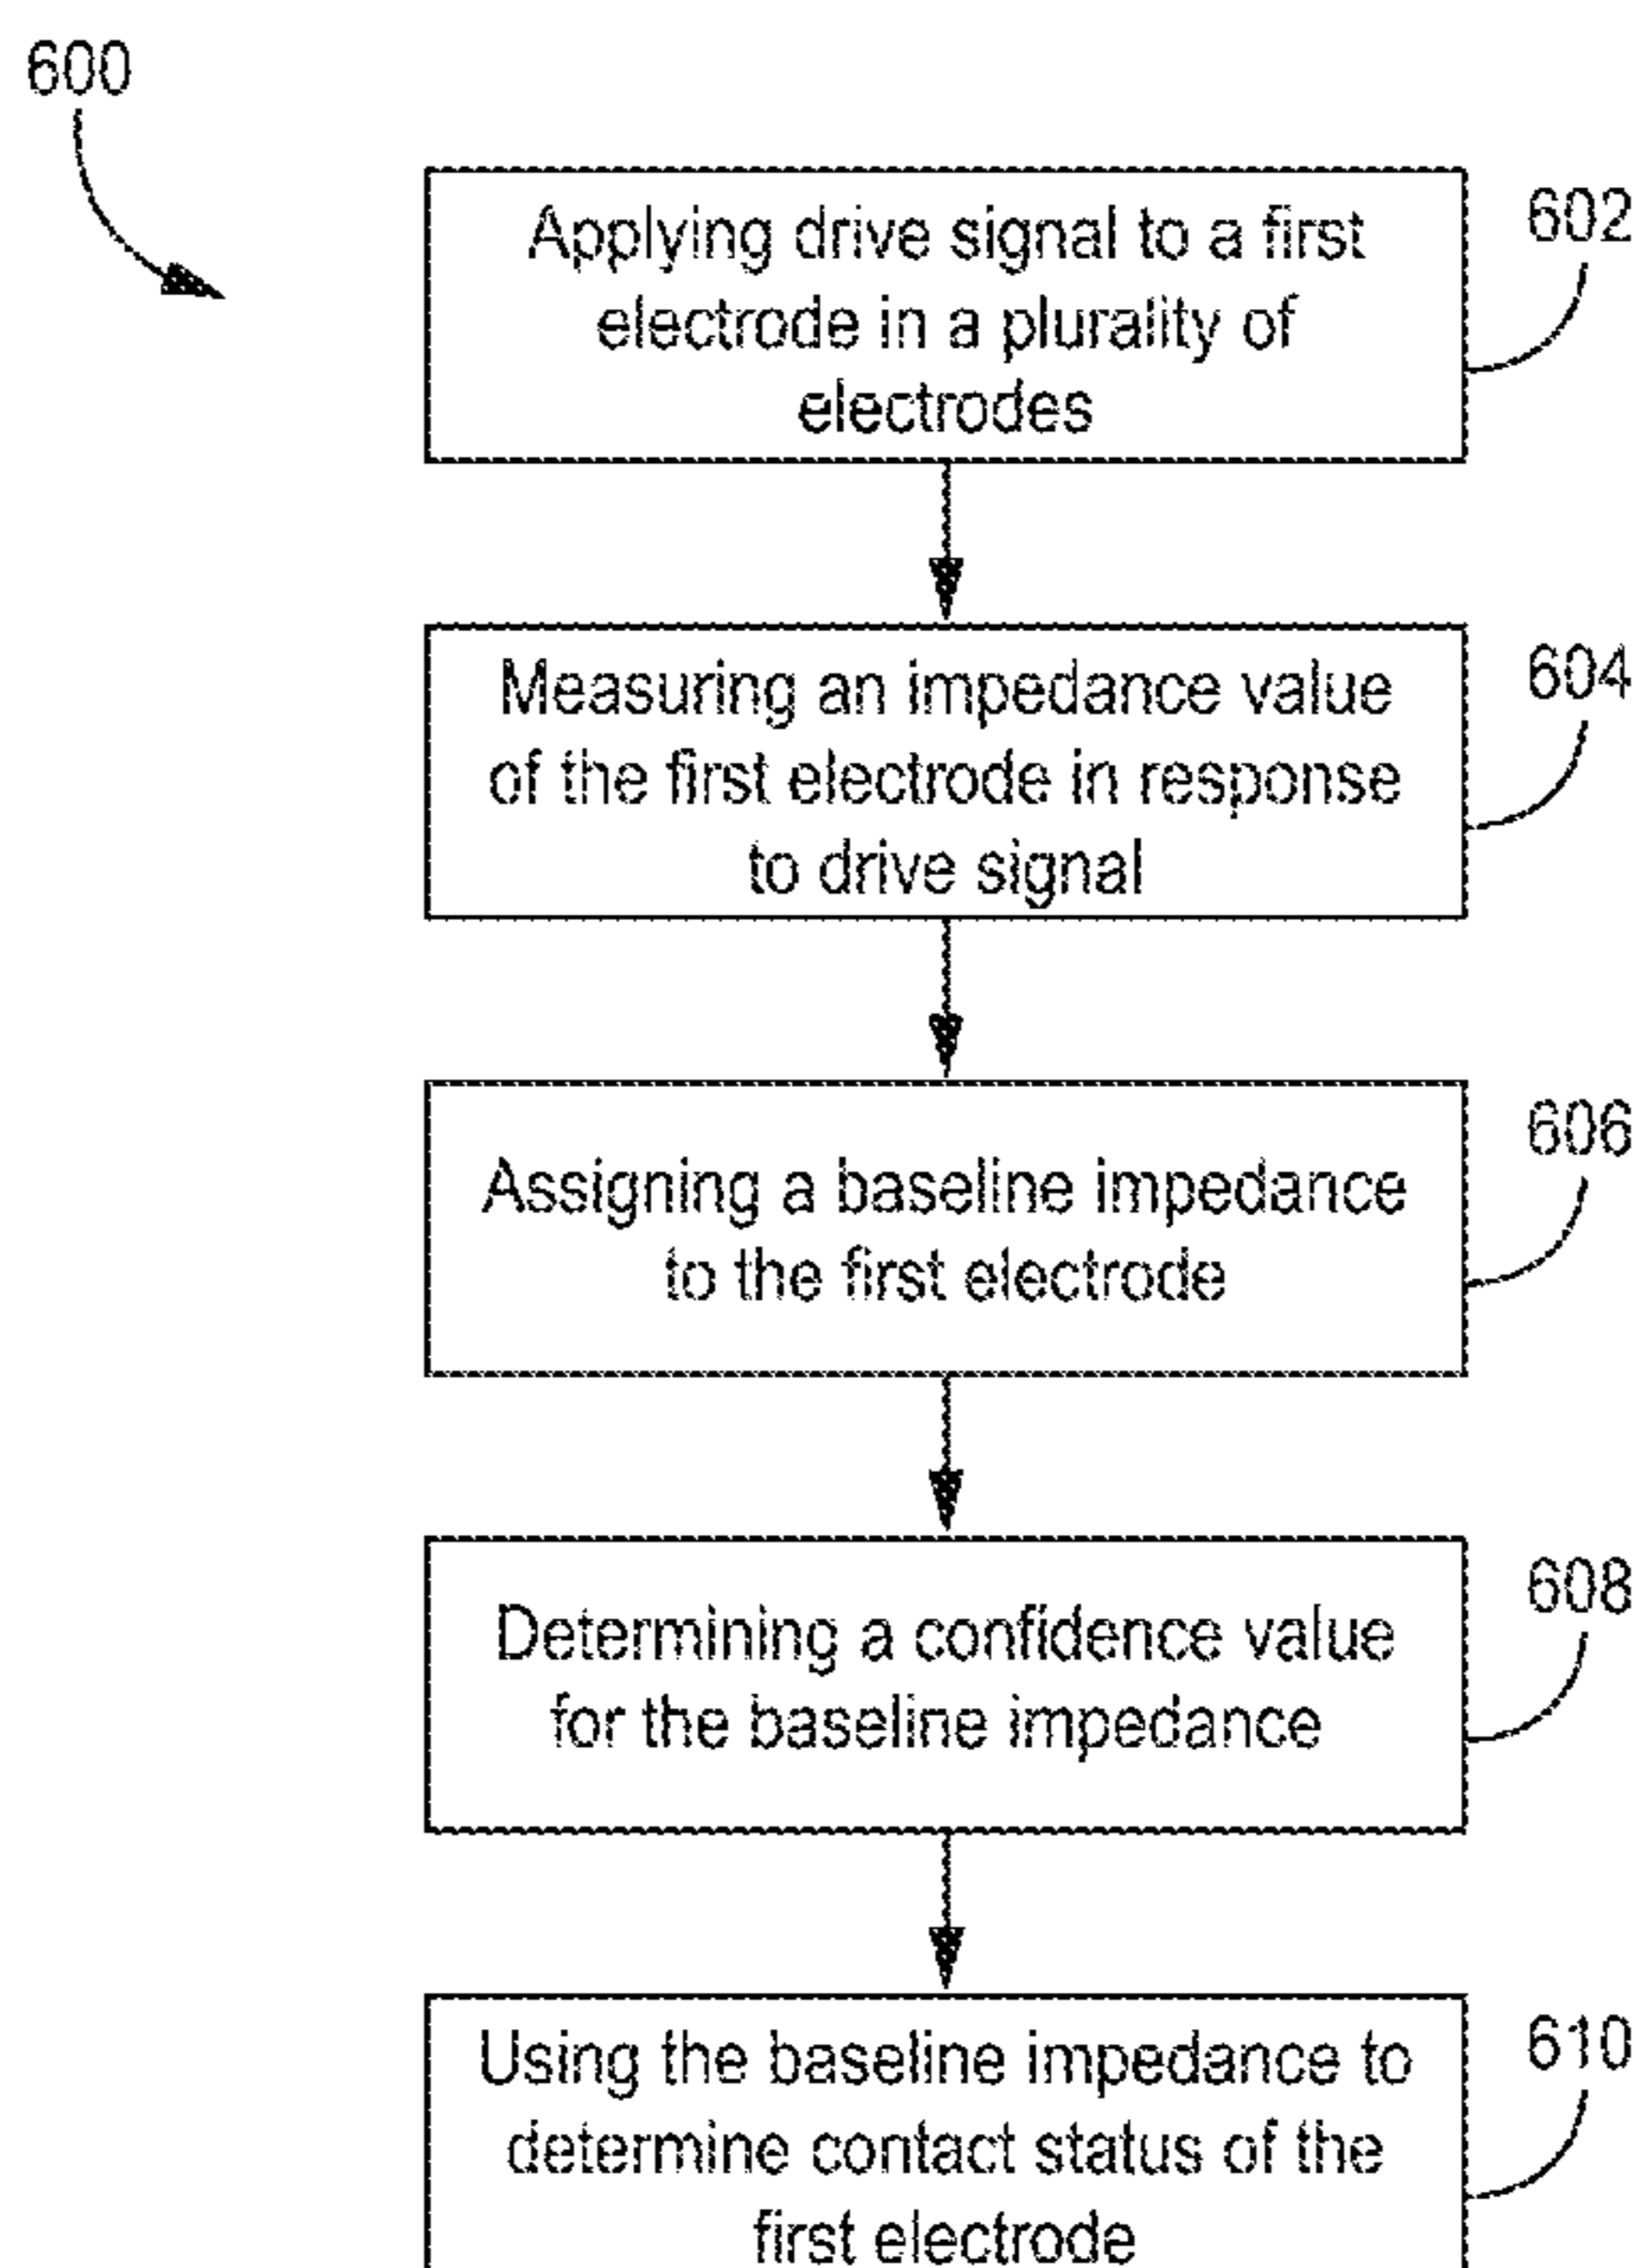 600
Applying drive signal to a first
electrode in a plurality of
electrodes
602
Measuring an impedance value
of the first electrode in response
to drive signal
604
Assigning a baseline impedance
to the first electrode
606
Determining a confidence value
for the baseline impedance
608
Using the baseline impedance to
determine contact status of the
first electrode
610